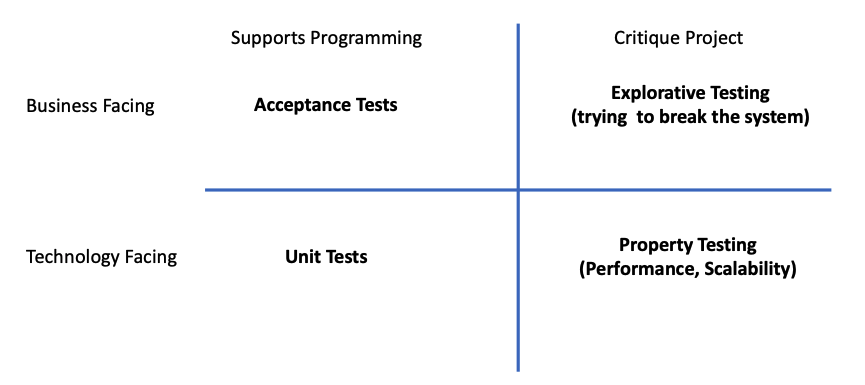 Supports Programming
Critique Project
Business Facing
Acceptance Tests
Explorative Testing
(trying to break the system)
Technology Facing
Unit Tests
Property Testing
(Performance, Scalability)